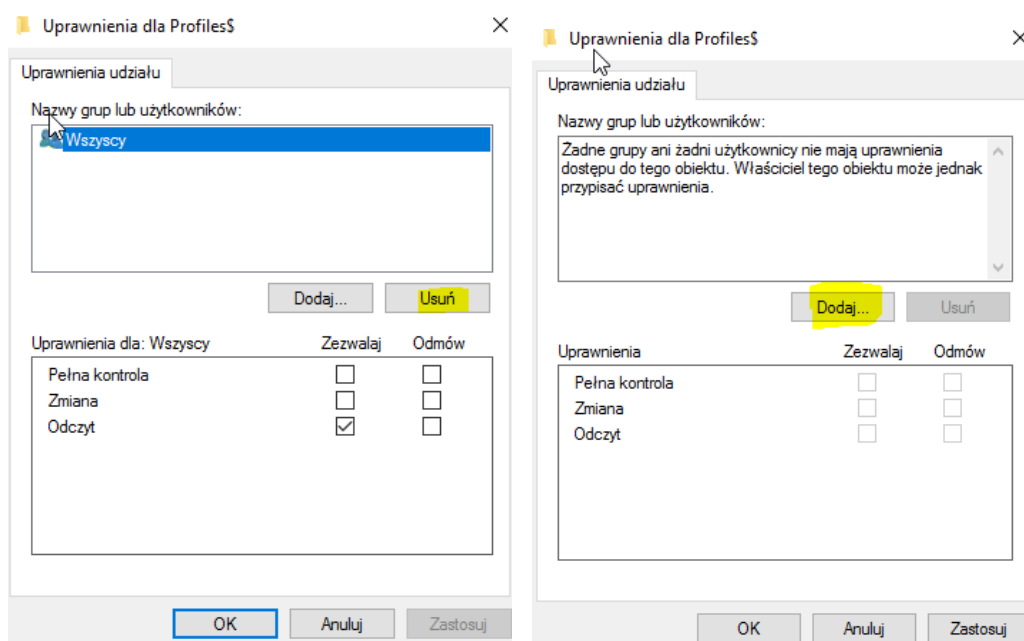 Uprawnienia dla Profiles$
Uprawnienia udziału
Nazwy grup lub użytkowników:
Wszyscy
Dodaj...
Usuń
Uprawnienia dla: Wszyscy
Zezwalaj
Odmów
Pełna kontrola
Zmiana
Odczyt
OK
Anuluj
Zastosuj
Uprawnienia dla Profiles$
Uprawnienia udziału
Nazwy grup lub użytkowników:
Żadne grupy ani żadni użytkownicy nie mają uprawnienia
dostępu do tego obiektu. Właściciel tego obiektu może jednak
przypisać uprawnienia.
Dodaj...
Usuń
Uprawnienia
Zezwalaj
Odmów
Pełna kontrola
Zmiana
Odczyt
OK
Anuluj
Zastosuj